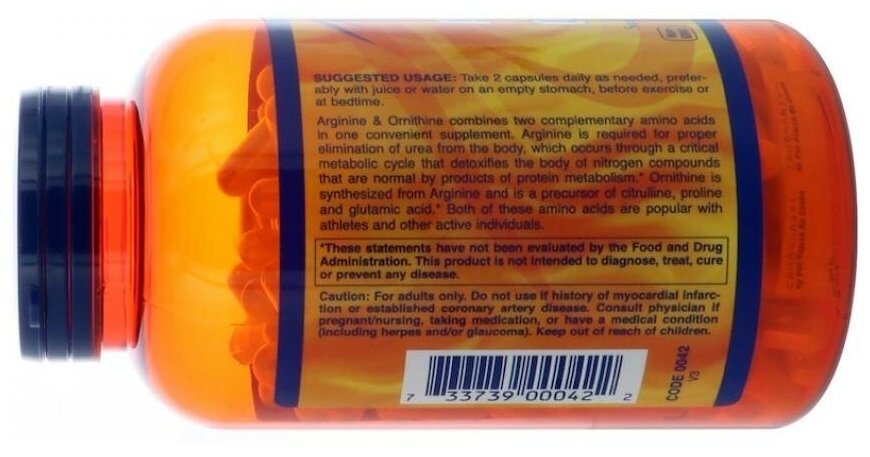 SUGGESTED USAGE: Take 2 capsules daily as needed, prefer-
ably with juice or water on an empty stomach, before exercise or
at bedtime.
Arginine & Ornithine combines two complementary amino acids
in one convenient supplement. Arginine is required for proper
elimination of urea from the body, which occurs through a critical
metabolic cycle that detoxifies the body of nitrogen compounds
that are normal by products of protein metabolism.* Ornithine is
synthesized from Arginine and is a precursor of citrulline, proline
and glutamic acid.* Both of these amino acids are popular with
athletes and other active individuals.
*These statements have not been evaluated by the Food and Drug
Administration. This product is not intended to diagnose, treat, cure
or prevent any disease.
Caution: For adults only. Do not use if history of myocardial infarc-
tion or established coronary artery disease. Consult physician if
pregnant/nursing, taking medication, or have a medical condition
(including herpes and/or glaucoma). Keep out of reach of children.
7 33739 00042 2
CODE 0042
V3